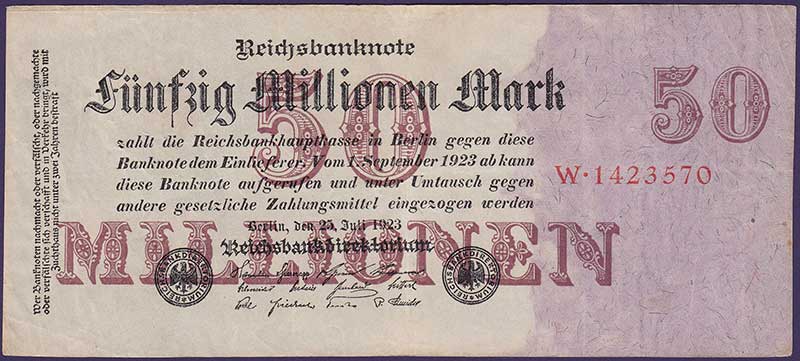 Reichsbanknote
Fünfzig Millionen Mark
50
zahlt die Reichsbankhauptkasse in Berlin gegen diese
Banknote dem Einlieferer. Vom 1. September 1923 ab kann
diese Banknote aufgerufen und unter Umtausch gegen
andere gesetzliche Zahlungsmittel eingezogen werden
Berlin, den 25. Juli 1923
Reichsbankdirektorium
MILLIONEN
REICHSBANKDIREKTORIUM
REICHSBANKDIREKTORIUM
50
W·1423570
Wer Banknoten nachmacht oder verfälscht, oder nachgemachte
oder verfälschte sich verschafft und in Verkehr bringt, wird mit
Zuchthaus nicht unter zwei Jahren bestraft